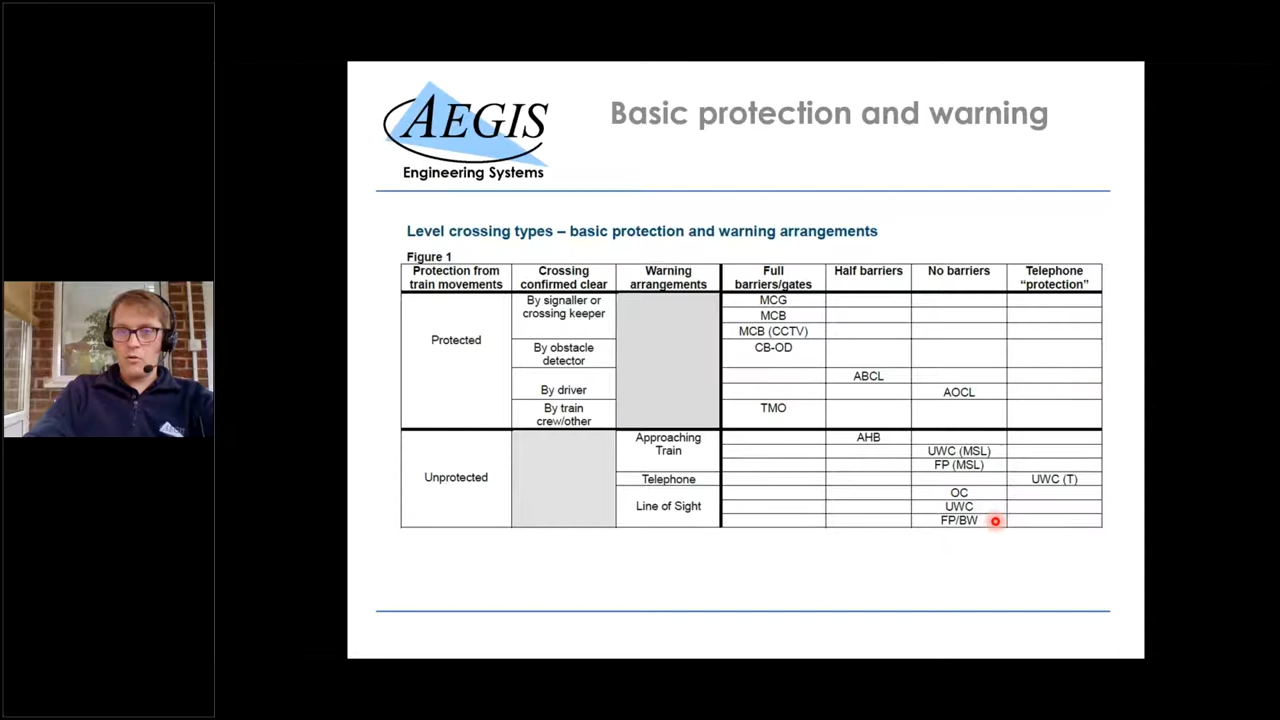 AEGIS
Engineering Systems
Basic protection and warning
Level crossing types – basic protection and warning arrangements
Figure 1
Protection from train movements
Crossing confirmed clear
Warning arrangements
Full barriers/gates
Half barriers
No barriers
Telephone "protection"
Protected
By signaller or crossing keeper
MCG
MCB
MCB (CCTV)
By obstacle detector
CB-OD
By driver
ABCL
AOCL
By train crew/other
TMO
Unprotected
Approaching Train
AHB
UWC (MSL)
FP (MSL)
Telephone
UWC (T)
Line of Sight
OC
UWC
FP/BW
AEGIS